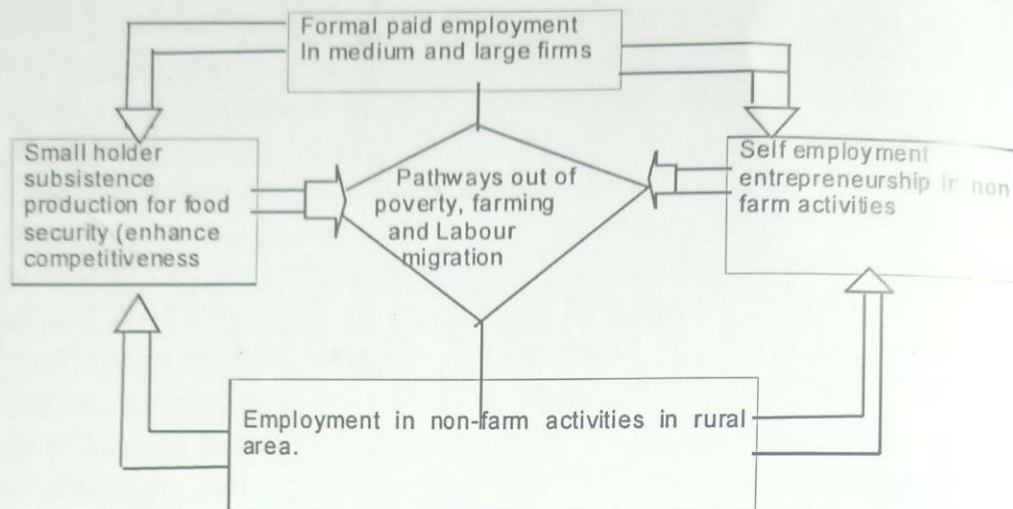 Formal paid employment
In medium and large firms
Small holder
subsistence
production for food
security (enhance
competitiveness
Pathways out of
poverty, farming
and Labour
migration
Self employment
entrepreneurship in non
farm activities
Employment in non-farm activities in rural
area.